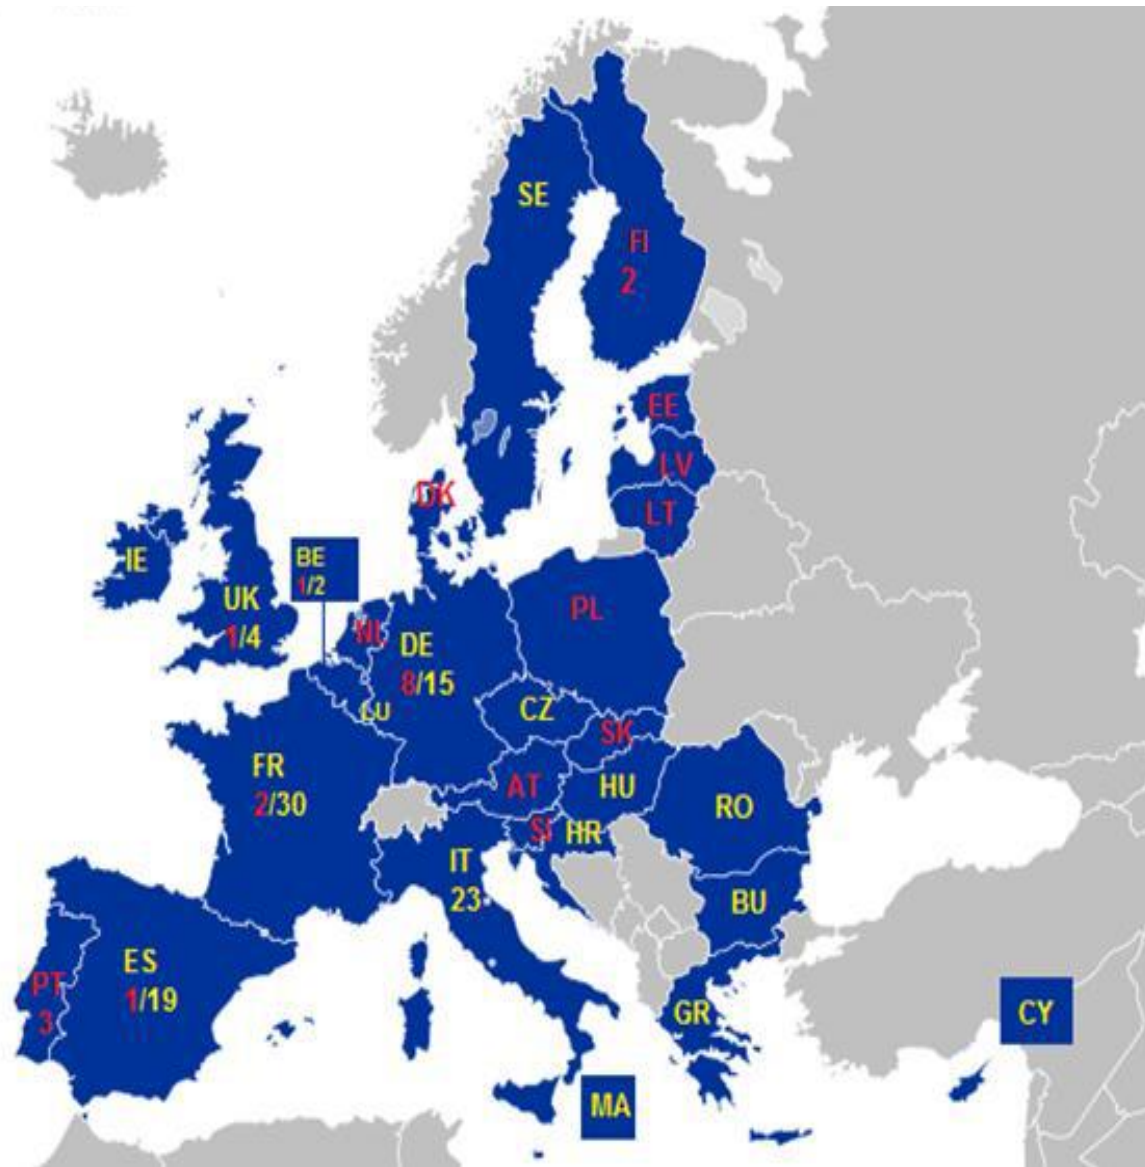 SE
FI
2
EE
LV
LT
DK
IE
BE
1/2
UK
1/4
NL
PL
DE
8/15
LU
CZ
SK
FR
2/30
AT
HU
RO
SI
HR
IT
23
BU
ES
1/19
PT
3
GR
CY
MA